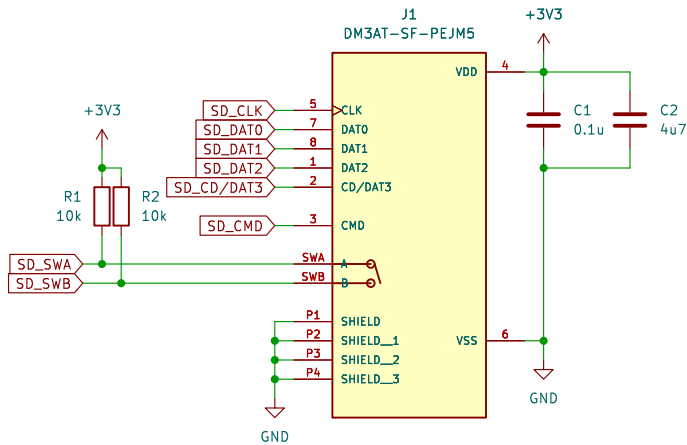 J1
DM3AT-SF-PEJM5
+3V3
VDD
4
C1
0.1u
C2
4u7
SD_CLK
5
CLK
SD_DAT0
7
DAT0
SD_DAT1
8
DAT1
SD_DAT2
1
DAT2
SD_CD/DAT3
2
CD/DAT3
SD_CMD
3
CMD
+3V3
R1
10k
R2
10k
SD_SWA
SWA
A
SD_SWB
SWB
B
P1
SHIELD
P2
SHIELD__1
P3
SHIELD__2
P4
SHIELD__3
VSS
6
GND
GND